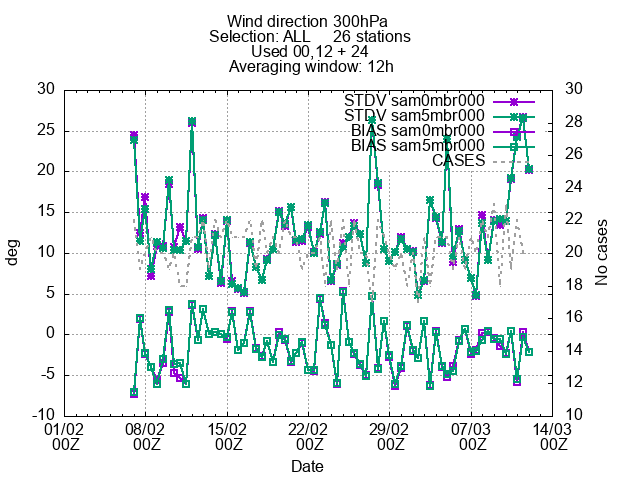 Wind direction 300hPa
Selection: ALL 26 stations
Used 00,12 + 24
Averaging window: 12h
STDV sam0mbr000
STDV sam5mbr000
BIAS sam0mbr000
BIAS sam5mbr000
CASES
30
25
20
15
10
5
0
-5
-10
deg
30
28
26
24
22
20
18
16
14
12
10
No cases
01/02 08/02 15/02 22/02 29/02 07/03 14/03
00Z 00Z 00Z 00Z 00Z 00Z 00Z
Date